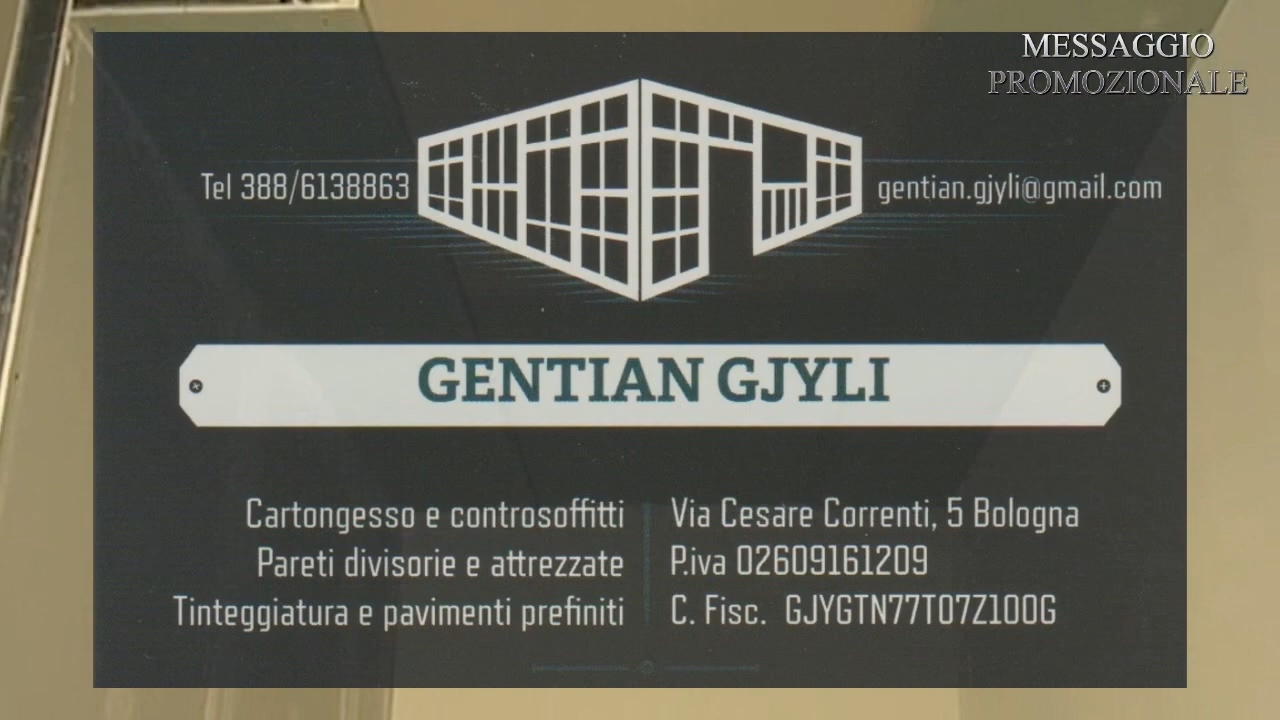 MESSAGGIO
PROMOZIONALE
Tel 388/6138863
gentian.gjyli@gmail.com
GENTIAN GJYLI
Cartongesso e controsoffitti
Pareti divisorie e attrezzate
Tinteggiatura e pavimenti prefiniti
Via Cesare Correnti, 5 Bologna
P.iva 02609161209
C. Fisc. GJYGTN77T07Z100G